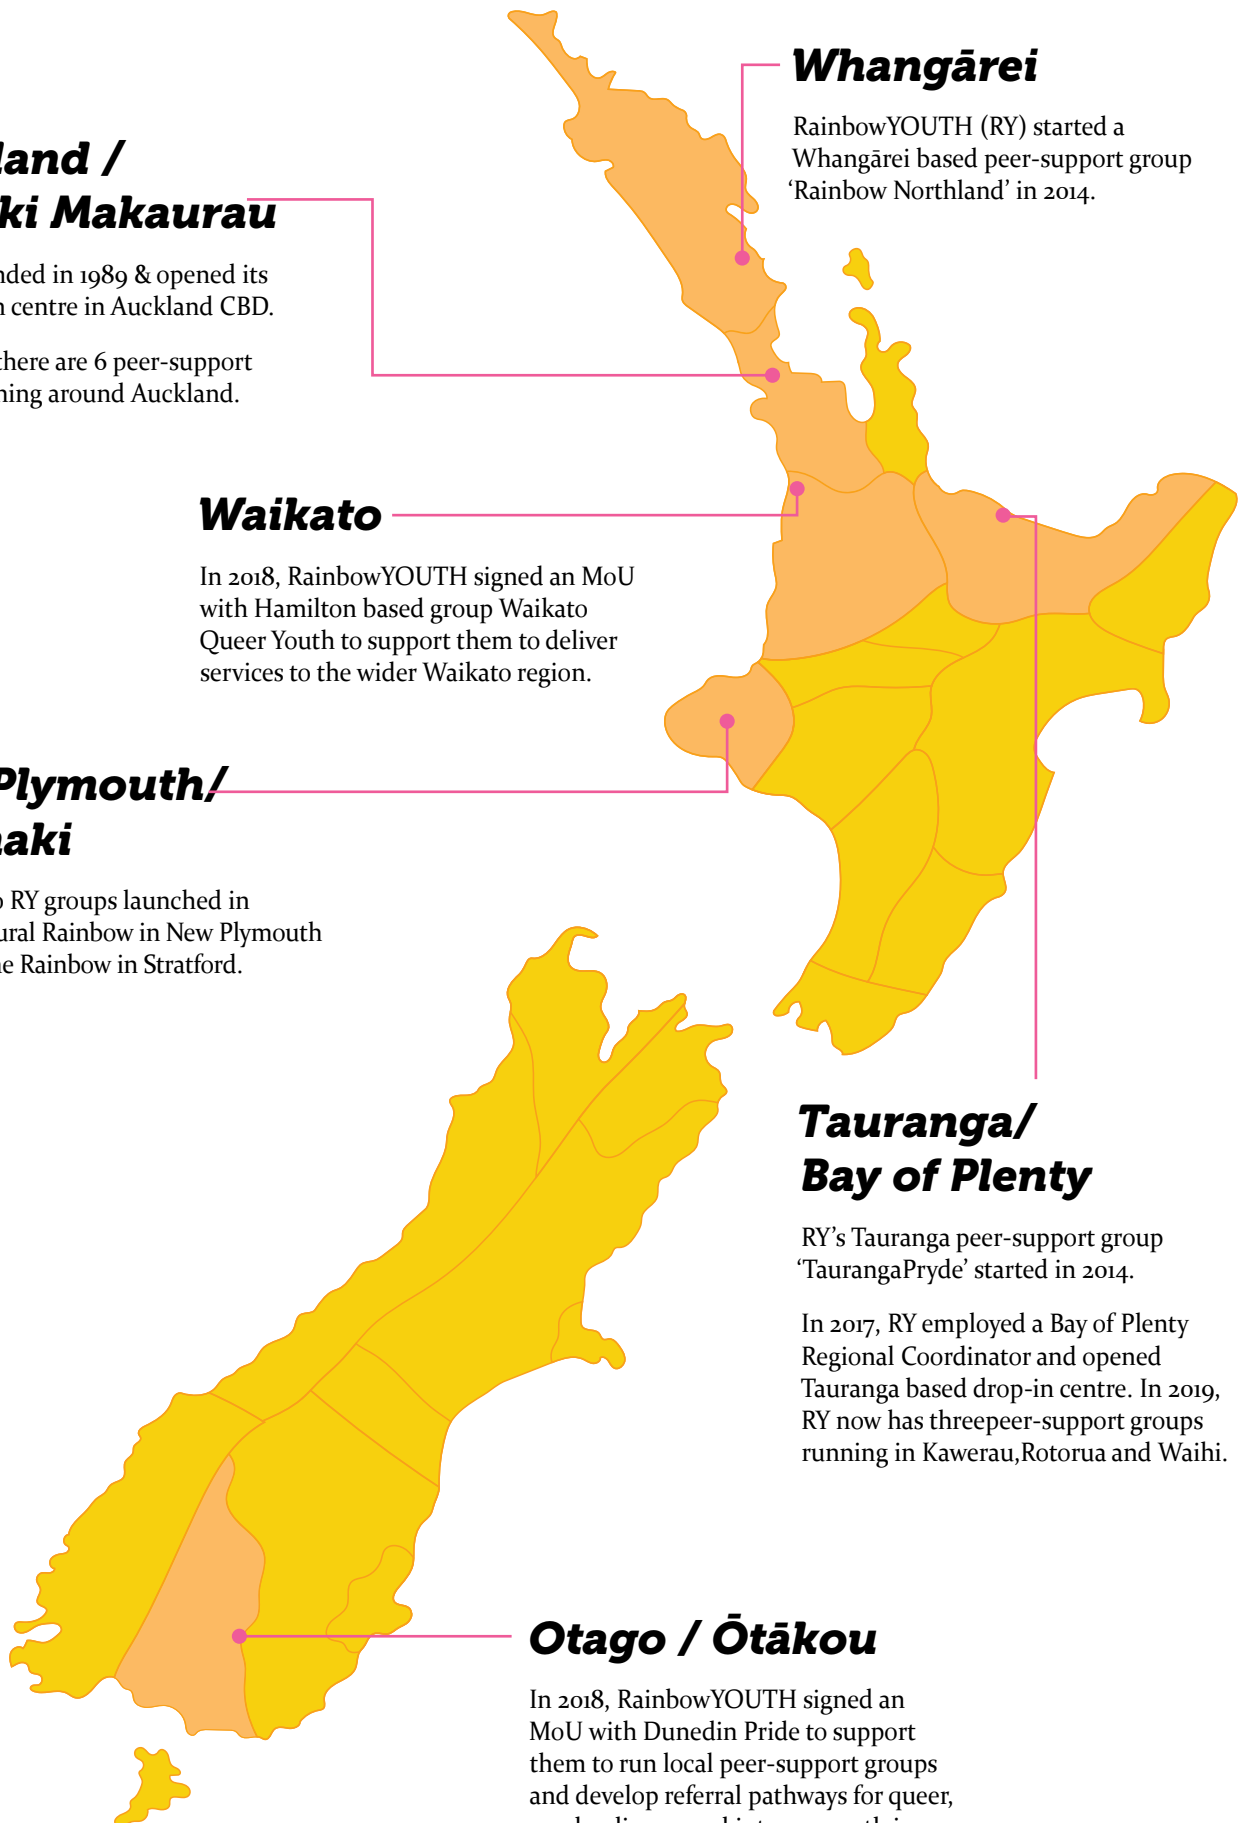 Whangārei
RainbowYOUTH (RY) started a
Whangārei based peer-support group
‘Rainbow Northland’ in 2014.
land /
ki Makaurau
nded in 1989 & opened its
centre in Auckland CBD.
there are 6 peer-support
ning around Auckland.
Waikato
In 2018, RainbowYOUTH signed an MoU
with Hamilton based group Waikato
Queer Youth to support them to deliver
services to the wider Waikato region.
Plymouth/
aki
RY groups launched in
ural Rainbow in New Plymouth
ne Rainbow in Stratford.
Tauranga/
Bay of Plenty
RY’s Tauranga peer-support group
‘TaurangaPryde’ started in 2014.
In 2017, RY employed a Bay of Plenty
Regional Coordinator and opened
Tauranga based drop-in centre. In 2019,
RY now has threepeer-support groups
running in Kawerau,Rotorua and Waihi.
Otago / Ōtākou
In 2018, RainbowYOUTH signed an
MoU with Dunedin Pride to support
them to run local peer-support groups
and develop referral pathways for queer,